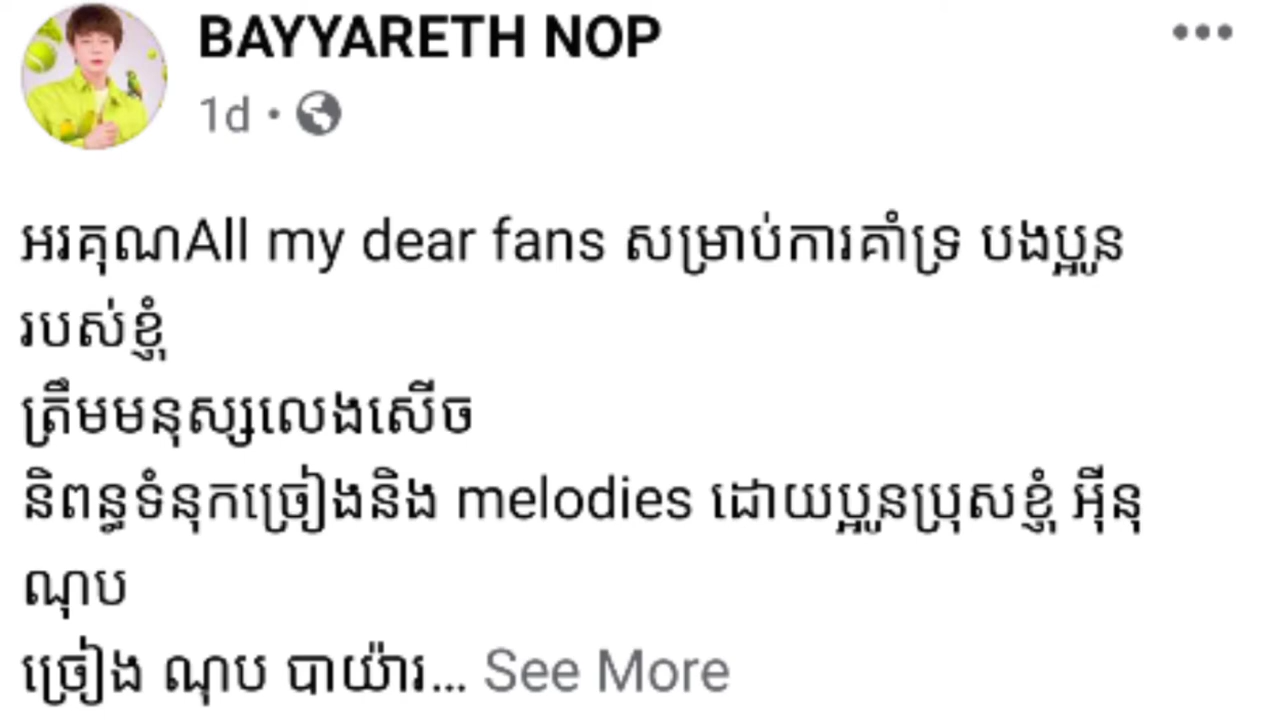 BAYYARETH NOP
1d
អរគុណAll my dear fans សម្រាប់ការគាំទ្រ បងប្អូន
របស់ខ្ញុំ
ត្រឹមមនុស្សលេងសើច
និពន្ធទំនុកច្រៀងនិង melodies ដោយប្អូនប្រុសខ្ញុំ អ៊ីនុ
ណុប
ច្រៀង ណុប បាយ៉ារ... See More